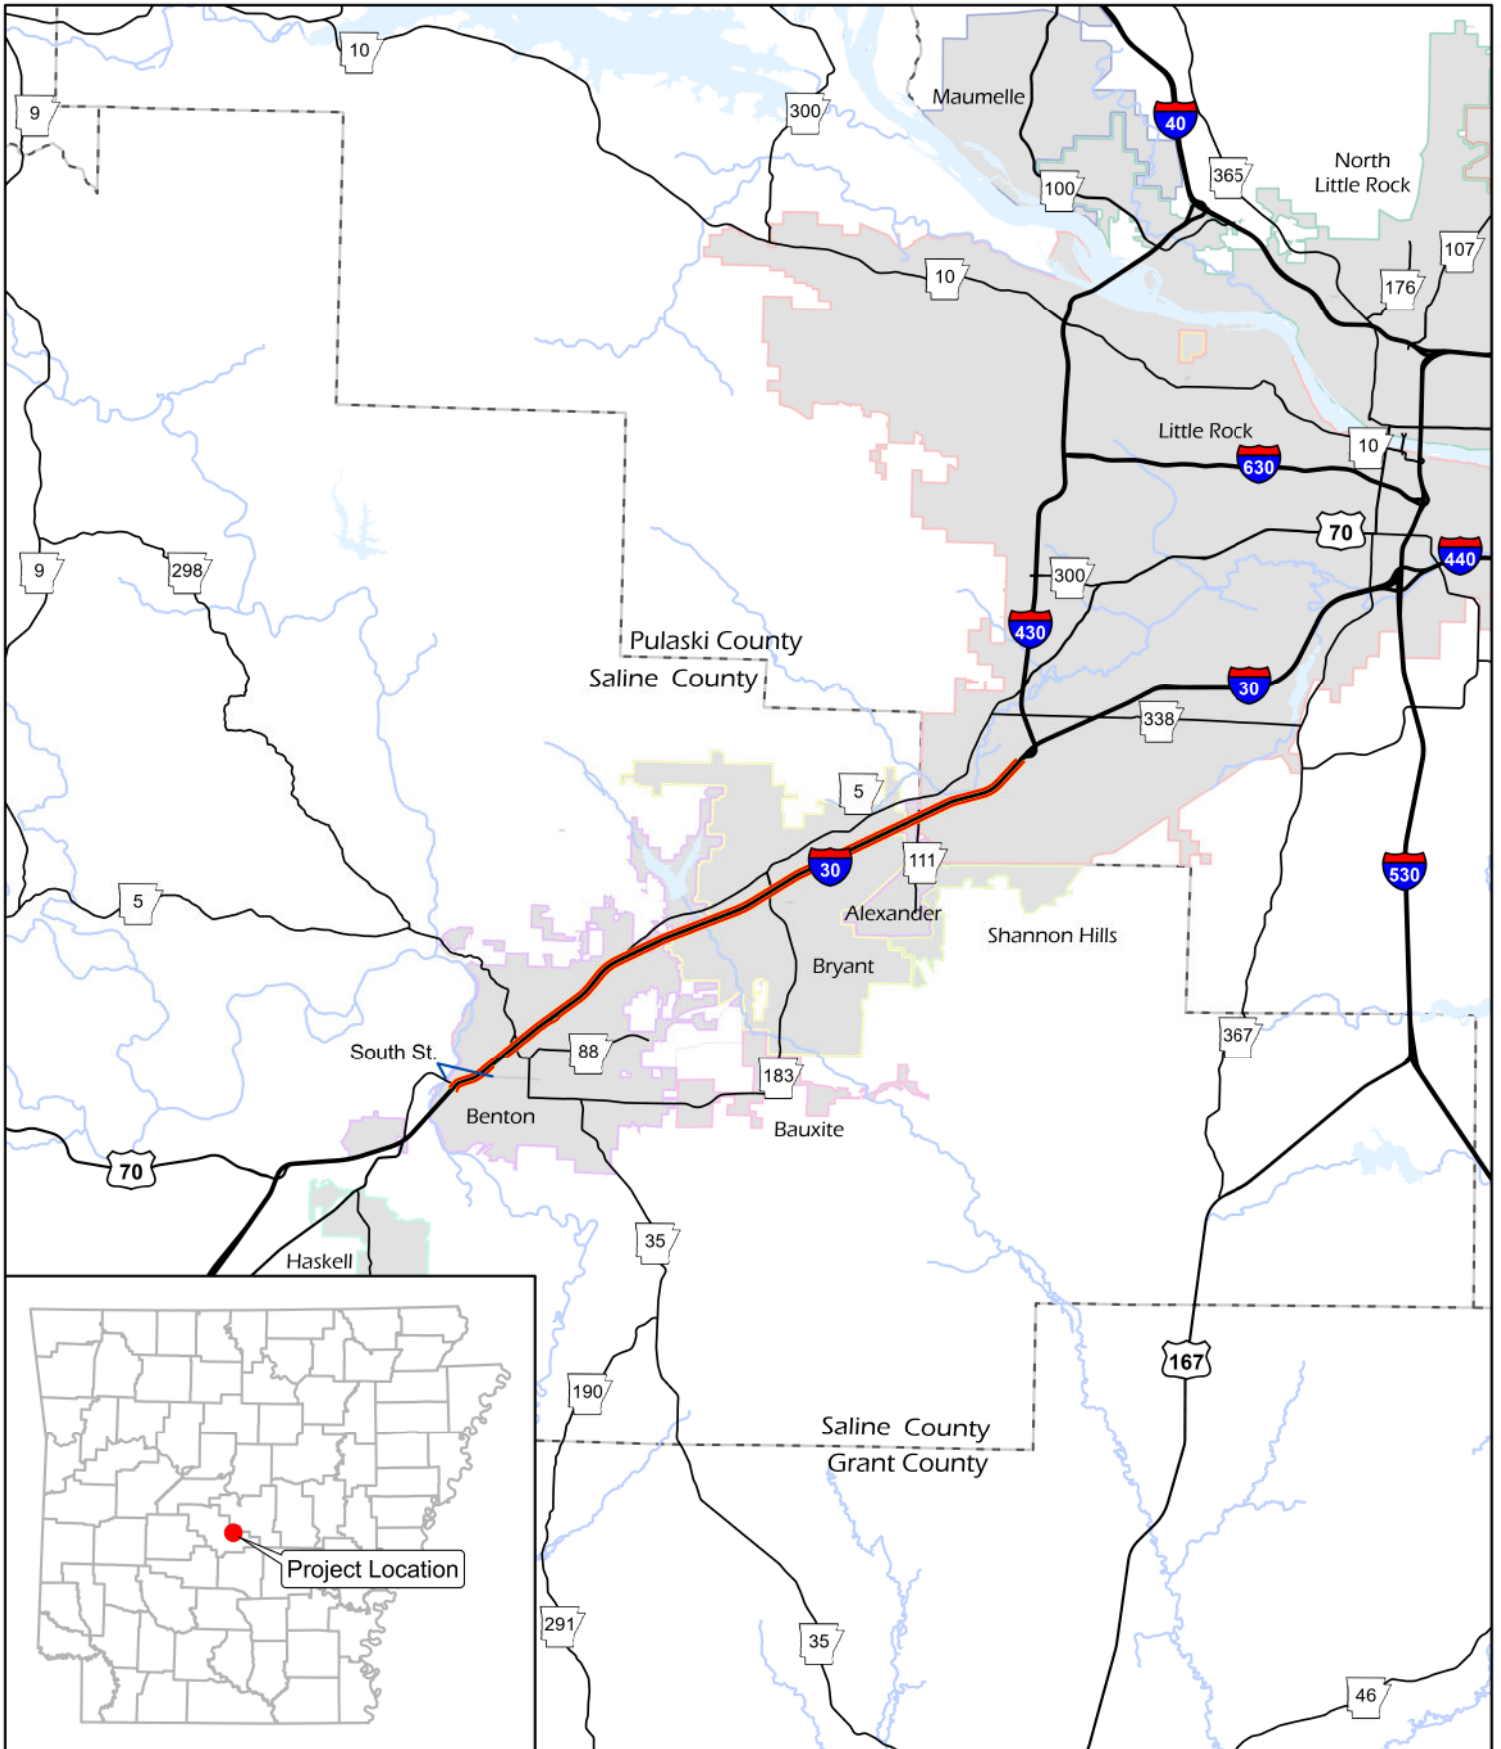 10
9
300
Maumelle
40
365
North
Little Rock
100
107
176
10
Little Rock
10
630
70
440
9
298
300
430
Pulaski County
Saline County
30
338
5
30
111
530
5
Alexander
Shannon Hills
Bryant
367
South St.
88
183
Benton
Bauxite
70
35
Haskell
167
190
Saline County
Grant County
Project Location
291
35
46